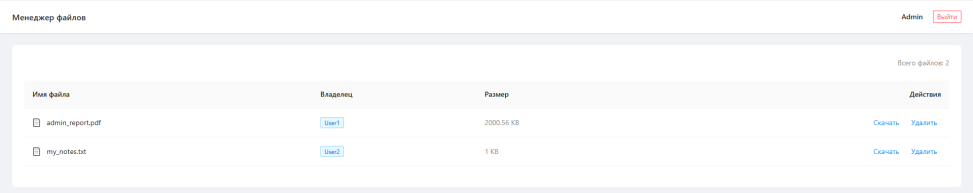 Менеджер файлов Admin Выйти
Всего файлов: 2
Имя файла Владелец Размер Действия
admin_report.pdf User1 2000.56 KB Скачать Удалить
my_notes.txt User2 1 KB Скачать Удалить